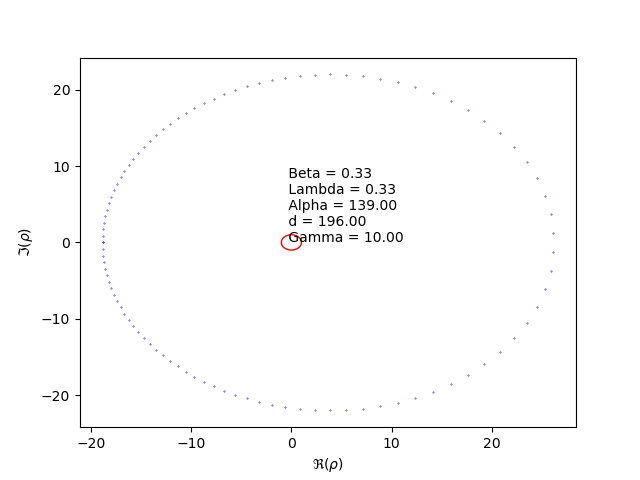 20
10
0
−10
−20
ℑ(ρ)
Beta = 0.33
Lambda = 0.33
Alpha = 139.00
d = 196.00
Gamma = 10.00
−20 −10 0 10 20
ℜ(ρ)